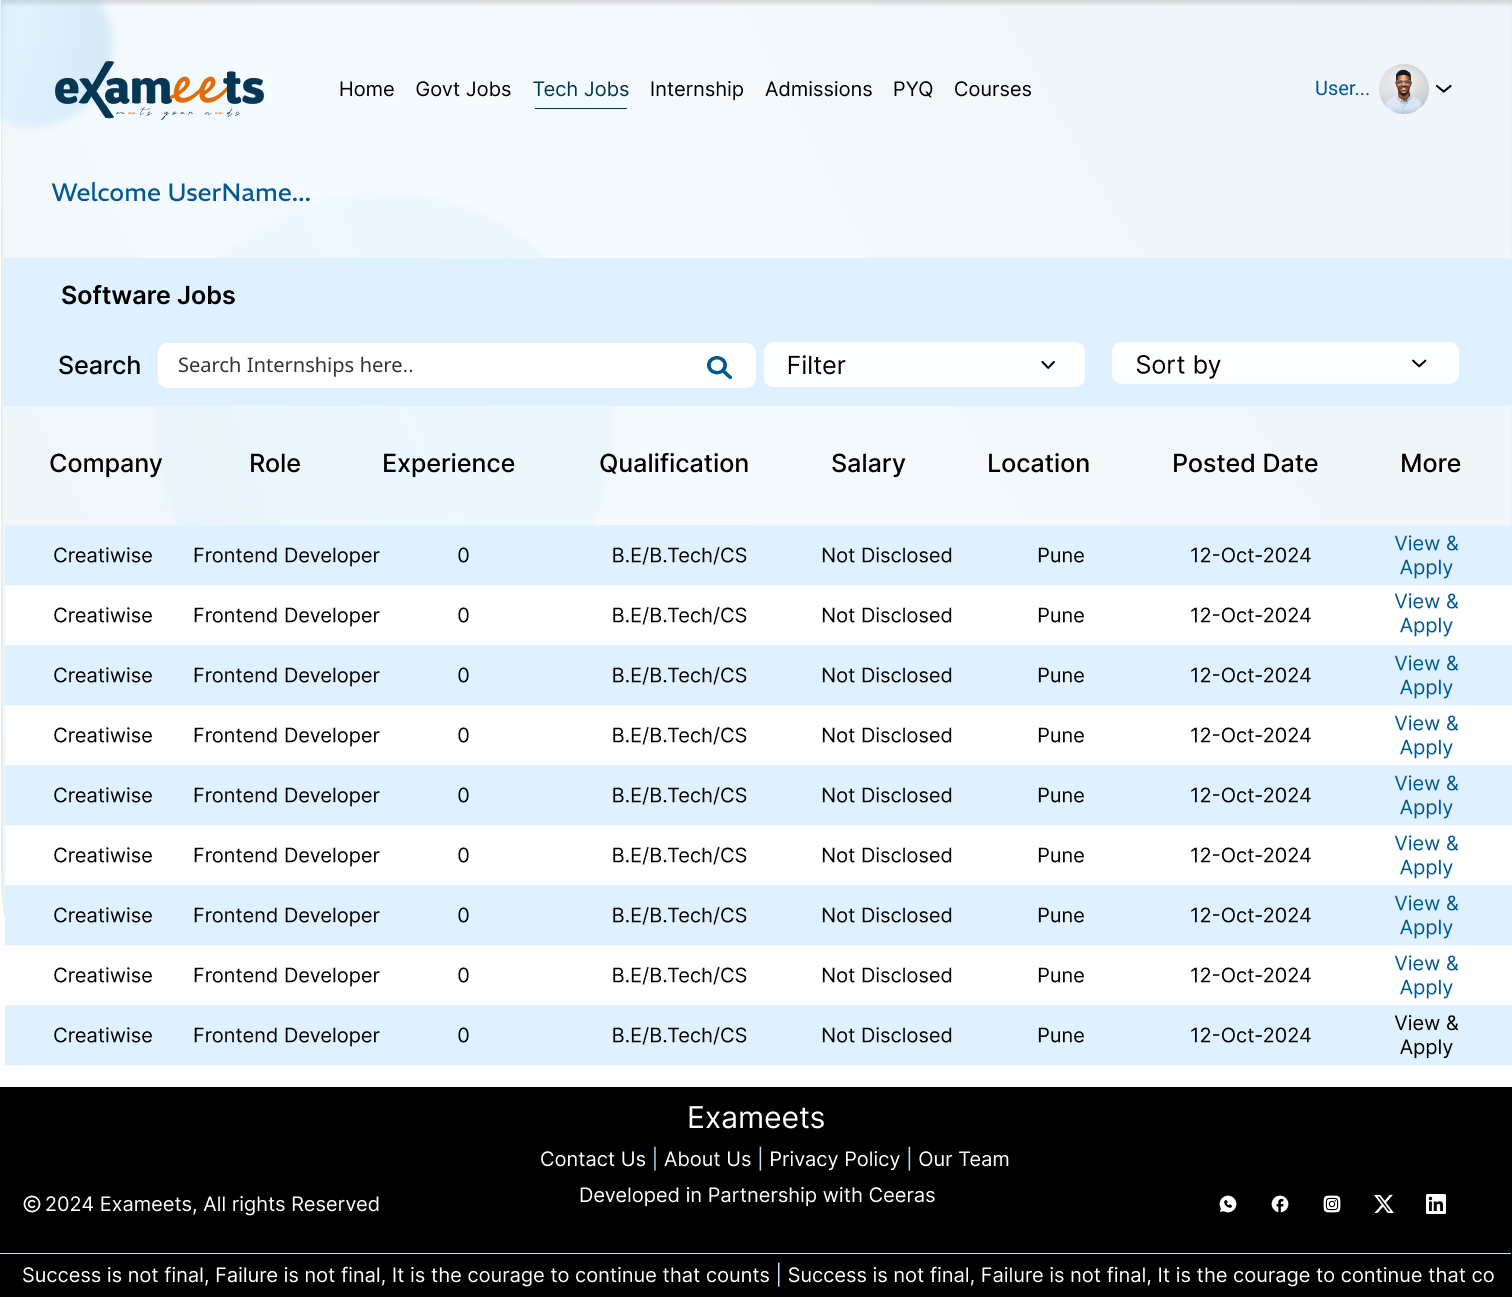 exameets
meets your needs
Home Govt Jobs Tech Jobs Internship Admissions PYQ Courses
User...
Welcome UserName...
Software Jobs
Search Search Internships here.. Filter Sort by
Company Role Experience Qualification Salary Location Posted Date More
Creatiwise Frontend Developer 0 B.E/B.Tech/CS Not Disclosed Pune 12-Oct-2024 View &
Apply
Creatiwise Frontend Developer 0 B.E/B.Tech/CS Not Disclosed Pune 12-Oct-2024 View &
Apply
Creatiwise Frontend Developer 0 B.E/B.Tech/CS Not Disclosed Pune 12-Oct-2024 View &
Apply
Creatiwise Frontend Developer 0 B.E/B.Tech/CS Not Disclosed Pune 12-Oct-2024 View &
Apply
Creatiwise Frontend Developer 0 B.E/B.Tech/CS Not Disclosed Pune 12-Oct-2024 View &
Apply
Creatiwise Frontend Developer 0 B.E/B.Tech/CS Not Disclosed Pune 12-Oct-2024 View &
Apply
Creatiwise Frontend Developer 0 B.E/B.Tech/CS Not Disclosed Pune 12-Oct-2024 View &
Apply
Creatiwise Frontend Developer 0 B.E/B.Tech/CS Not Disclosed Pune 12-Oct-2024 View &
Apply
Creatiwise Frontend Developer 0 B.E/B.Tech/CS Not Disclosed Pune 12-Oct-2024 View &
Apply
Exameets
Contact Us | About Us | Privacy Policy | Our Team
Developed in Partnership with Ceeras
© 2024 Exameets, All rights Reserved
Success is not final, Failure is not final, It is the courage to continue that counts | Success is not final, Failure is not final, It is the courage to continue that co